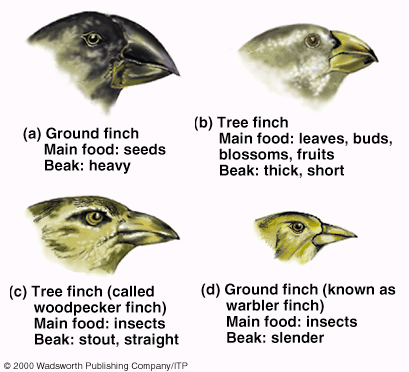 (a) Ground finch
Main food: seeds
Beak: heavy
(b) Tree finch
Main food: leaves, buds,
blossoms, fruits
Beak: thick, short
(c) Tree finch (called
woodpecker finch)
Main food: insects
Beak: stout, straight
(d) Ground finch (known as
warbler finch)
Main food: insects
Beak: slender
© 2000 Wadsworth Publishing Company/ITP